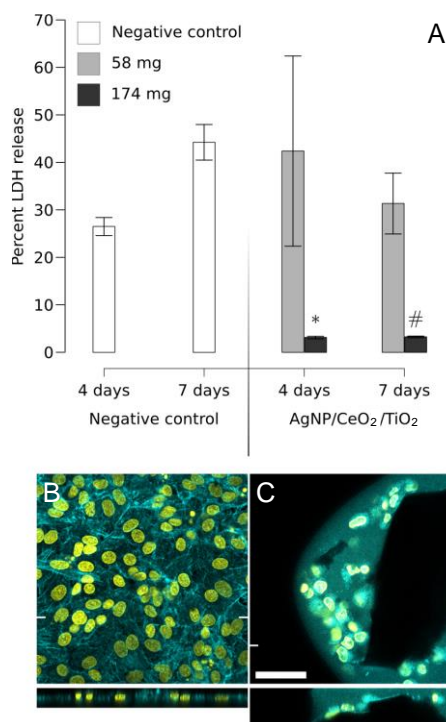 Negative control
58 mg
174 mg
A
Percent LDH release
70
60
50
40
30
20
10
0
*
#
4 days
7 days
4 days
7 days
Negative control
AgNP/CeO₂/TiO₂
B
C